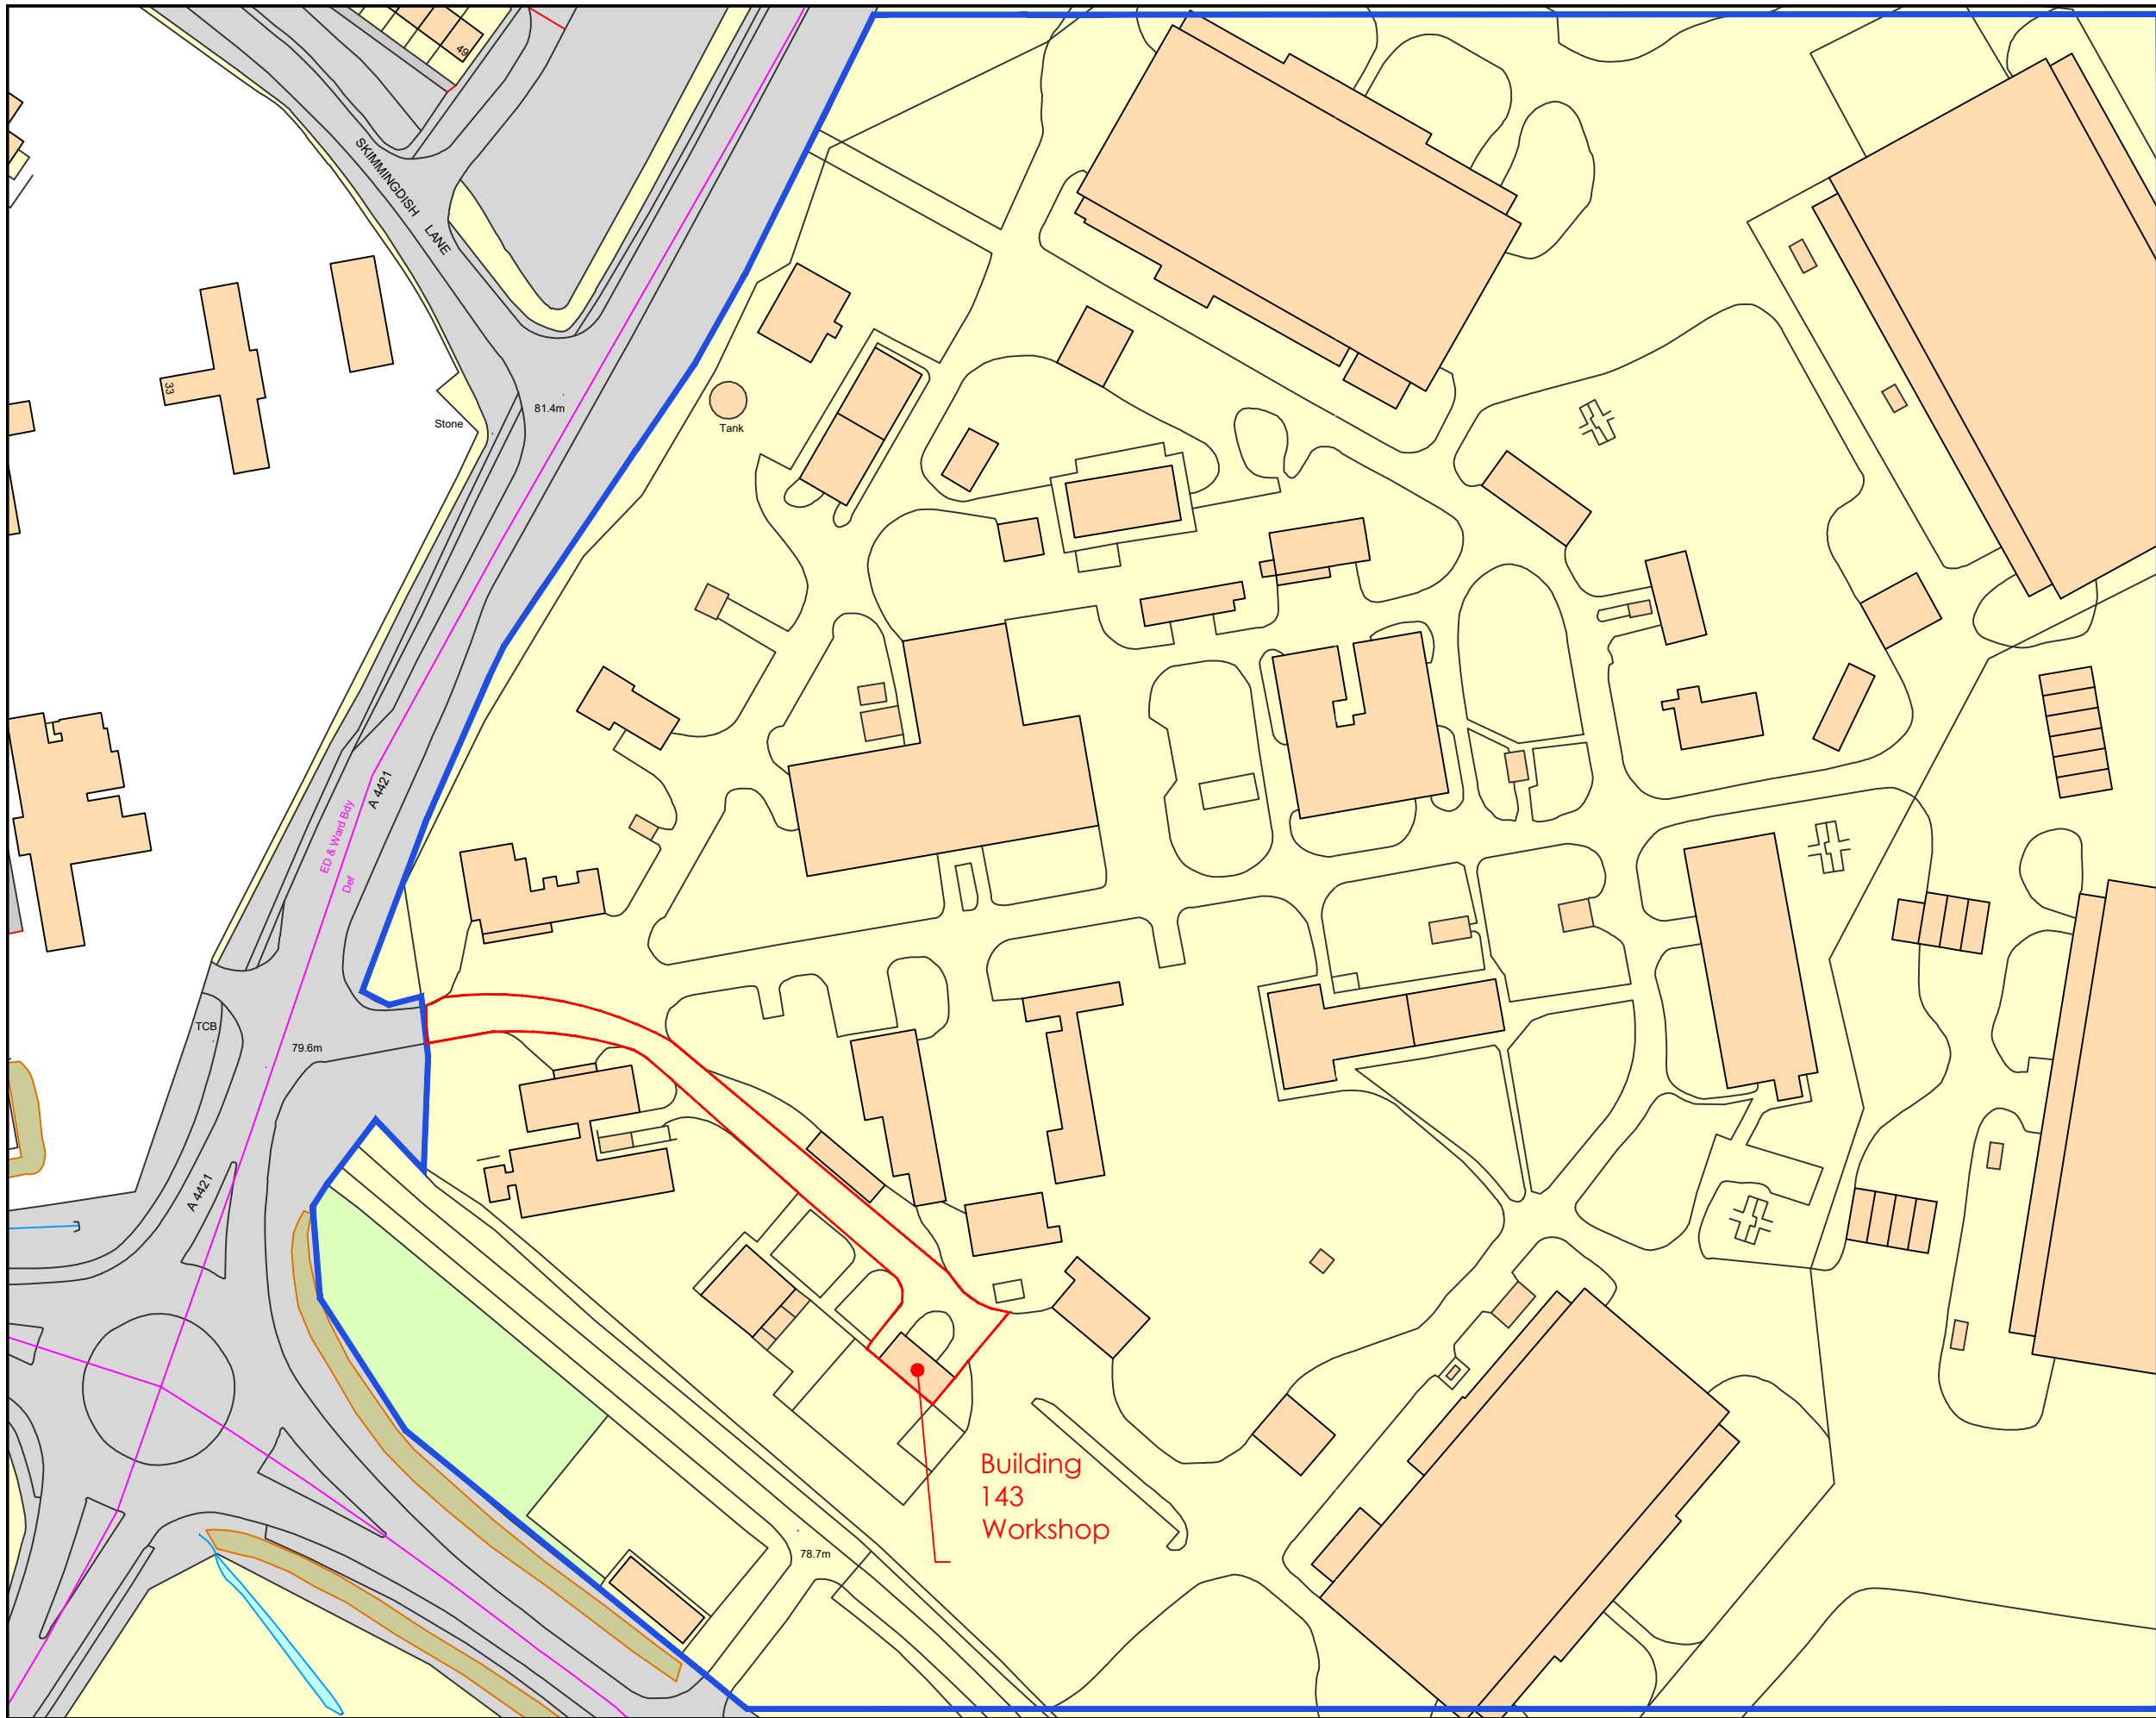 49
SKIMMINGDISH LANE
33
81.4m
Stone
Tank
A 4421
ED & Ward Bdy
Def
TCB
79.6m
A 4421
Building
143
Workshop
78.7m